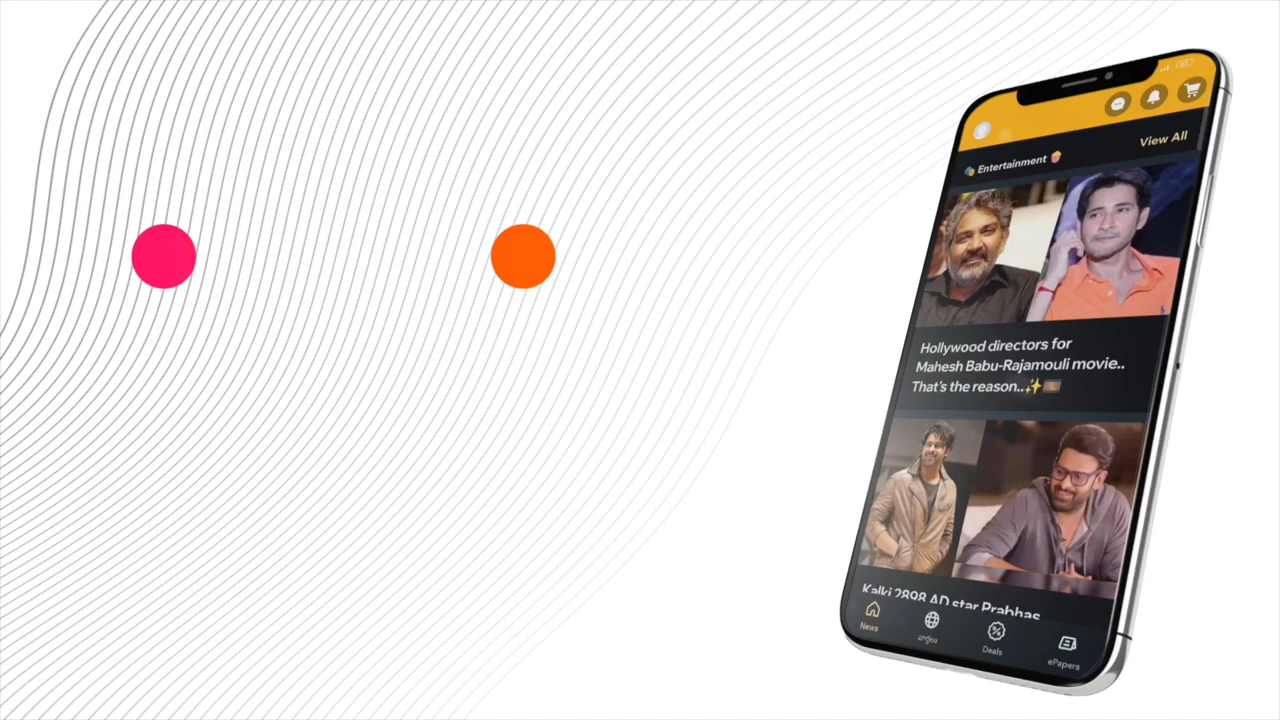 View All
Entertainment
Hollywood directors for
Mahesh Babu-Rajamouli movie..
That's the reason..
Kalki 2898 AD star Prabhas
News
వార్తలు
Deals
ePapers